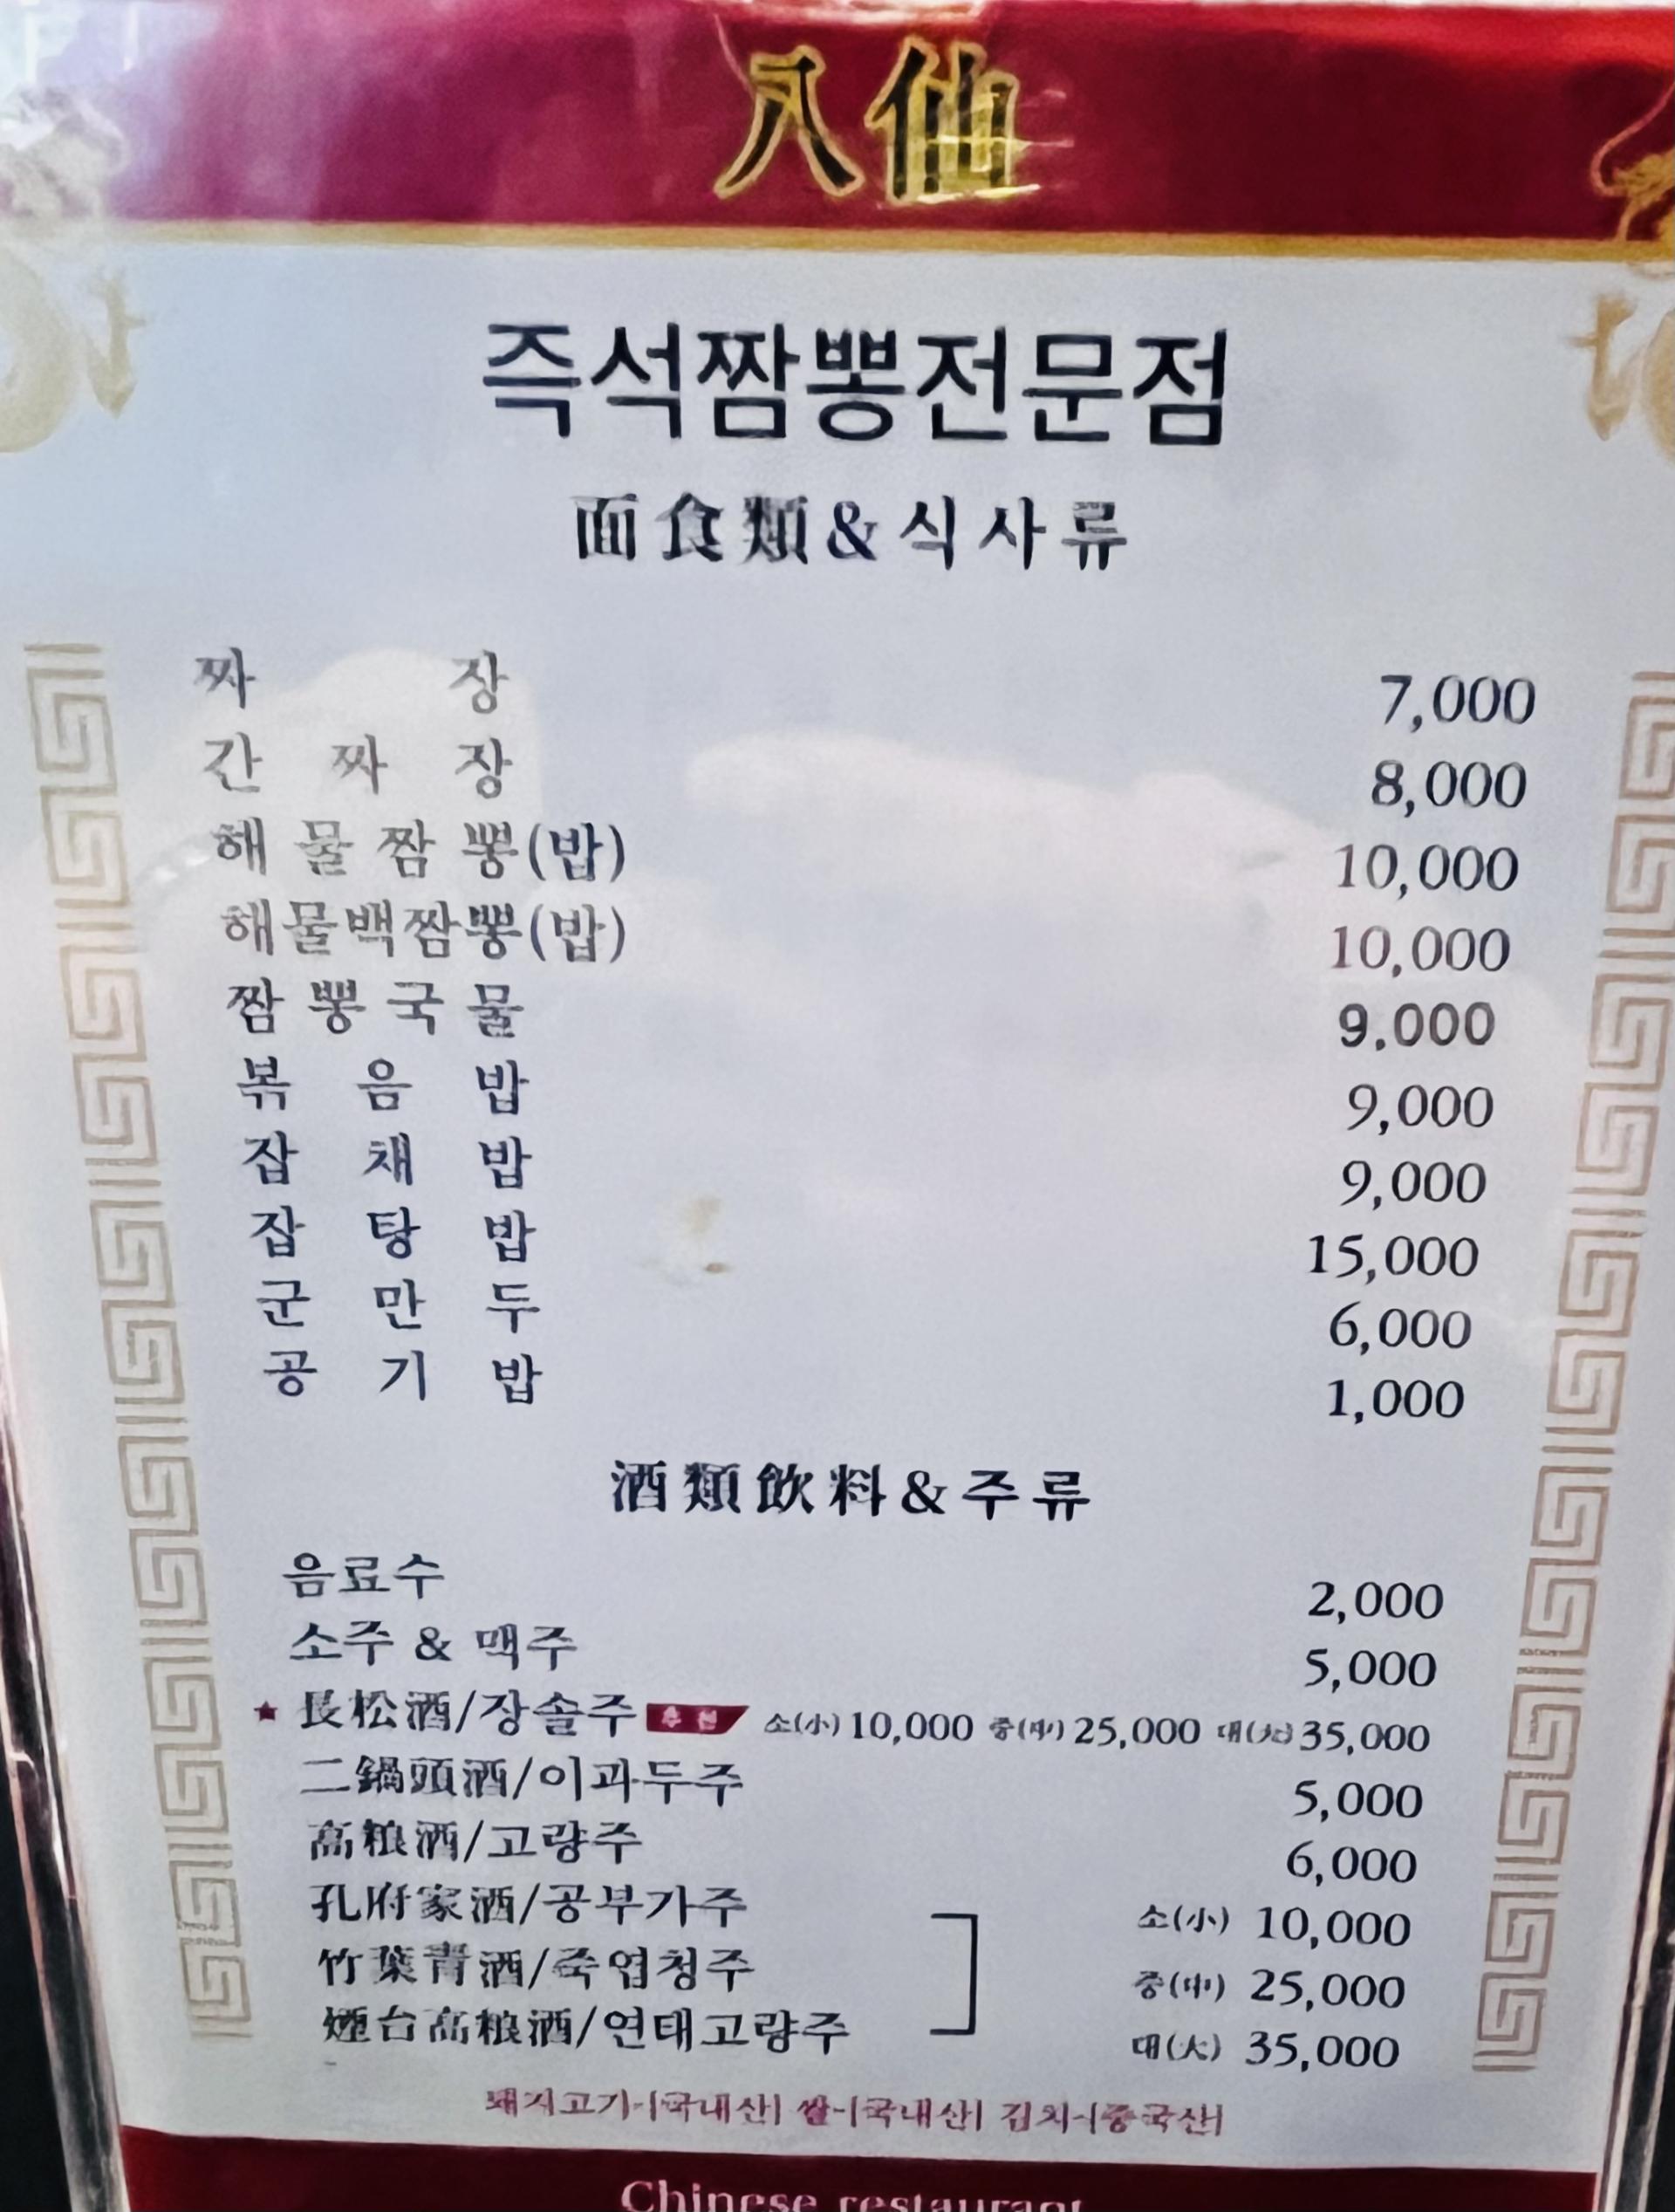 八仙
즉석짬뽕전문점
面食類&식사류
짜장 7,000
간짜장 8,000
해물짬뽕(밥) 10,000
해물백짬뽕(밥) 10,000
짬뽕국물 9,000
볶음밥 9,000
잡채밥 9,000
잡탕밥 15,000
군만두 6,000
공기밥 1,000
酒類飮料&주류
음료수 2,000
소주 & 맥주 5,000
★ 長松酒/장솔주 추천 소(小) 10,000 중(中) 25,000 대(大) 35,000
二鍋頭酒/이과두주 5,000
高粮酒/고량주 6,000
孔府家酒/공부가주 소(小) 10,000
竹葉靑酒/죽엽청주 중(中) 25,000
煙台高粮酒/연태고량주 대(大) 35,000
돼지고기-|국내산| 쌀-|국내산| 김치-|중국산|
Chinese restaurant